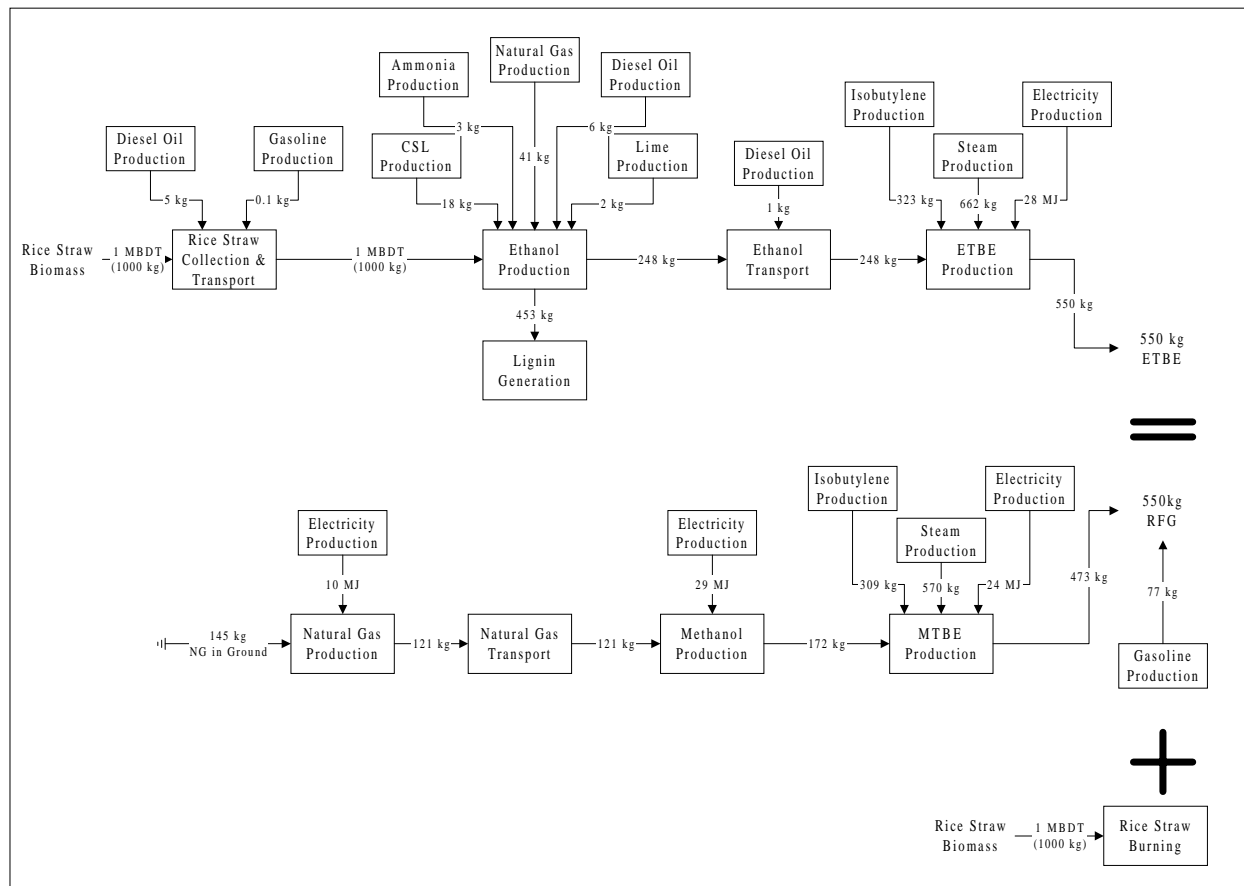 Ammonia
Production
Natural Gas
Production
Diesel Oil
Production
Isobutylene
Production
Electricity
Production
Diesel Oil
Production
Gasoline
Production
CSL
Production
3 kg
41 kg
6 kg
Lime
Production
Diesel Oil
Production
Steam
Production
5 kg
0.1 kg
18 kg
2 kg
1 kg
323 kg
662 kg
28 MJ
Rice Straw
Biomass
1 MBDT
(1000 kg)
Rice Straw
Collection &
Transport
1 MBDT
(1000 kg)
Ethanol
Production
248 kg
Ethanol
Transport
248 kg
ETBE
Production
550 kg
453 kg
Lignin
Generation
550 kg
ETBE
=
Isobutylene
Production
Electricity
Production
Electricity
Production
Electricity
Production
Steam
Production
550kg
RFG
10 MJ
29 MJ
309 kg
570 kg
24 MJ
473 kg
77 kg
145 kg
NG in Ground
Natural Gas
Production
121 kg
Natural Gas
Transport
121 kg
Methanol
Production
172 kg
MTBE
Production
Gasoline
Production
+
Rice Straw
Biomass
1 MBDT
(1000 kg)
Rice Straw
Burning